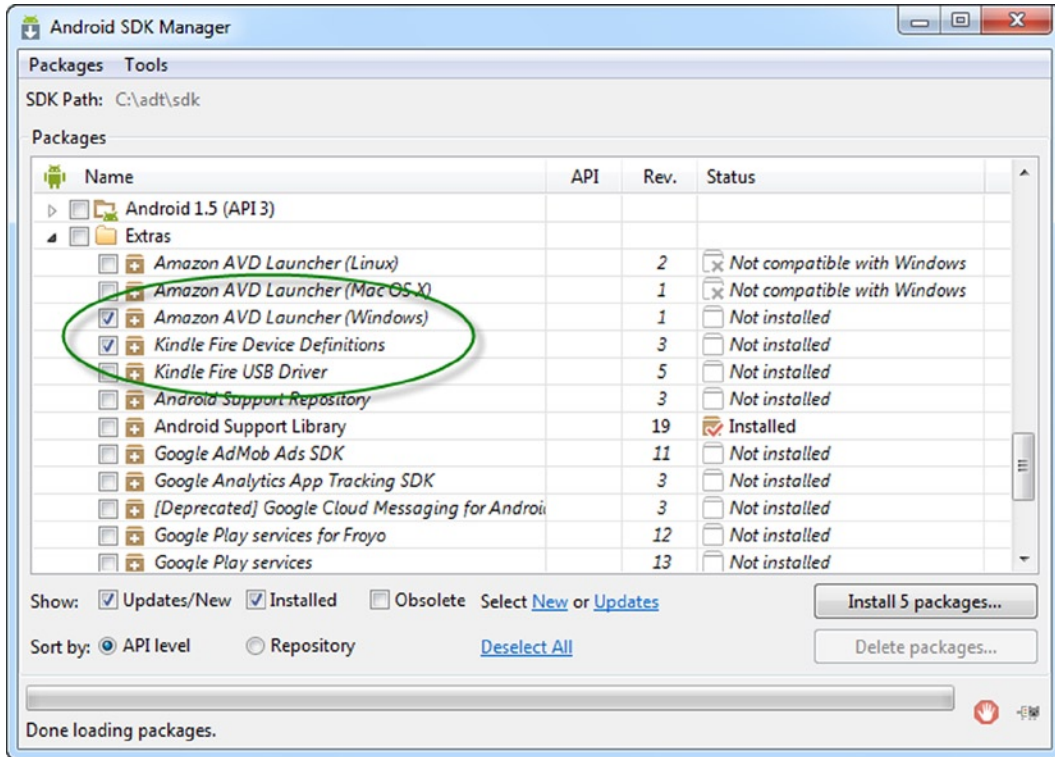 Android SDK Manager
Packages Tools
SDK Path: C:\adt\sdk
Packages
Name API Rev. Status
Android 1.5 (API 3)
Extras
Amazon AVD Launcher (Linux) 2 Not compatible with Windows
Amazon AVD Launcher (Mac OS X) 1 Not compatible with Windows
Amazon AVD Launcher (Windows) 1 Not installed
Kindle Fire Device Definitions 3 Not installed
Kindle Fire USB Driver 5 Not installed
Android Support Repository 3 Not installed
Android Support Library 19 Installed
Google AdMob Ads SDK 11 Not installed
Google Analytics App Tracking SDK 3 Not installed
[Deprecated] Google Cloud Messaging for Androi 3 Not installed
Google Play services for Froyo 12 Not installed
Google Play services 13 Not installed
Show: Updates/New Installed Obsolete Select New or Updates Install 5 packages...
Sort by: API level Repository Deselect All Delete packages...
Done loading packages.